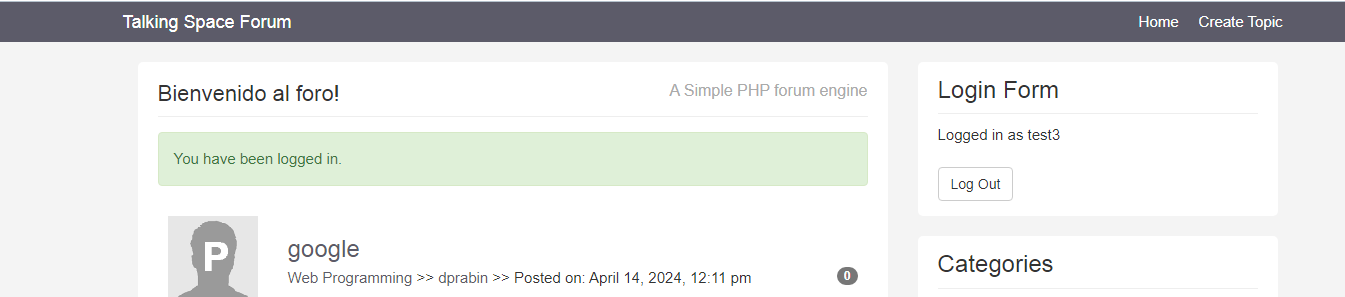 Talking Space Forum
Home
Create Topic
Bienvenido al foro!
A Simple PHP forum engine
You have been logged in.
P
google
Web Programming >> dprabin >> Posted on: April 14, 2024, 12:11 pm
0
Login Form
Logged in as test3
Log Out
Categories